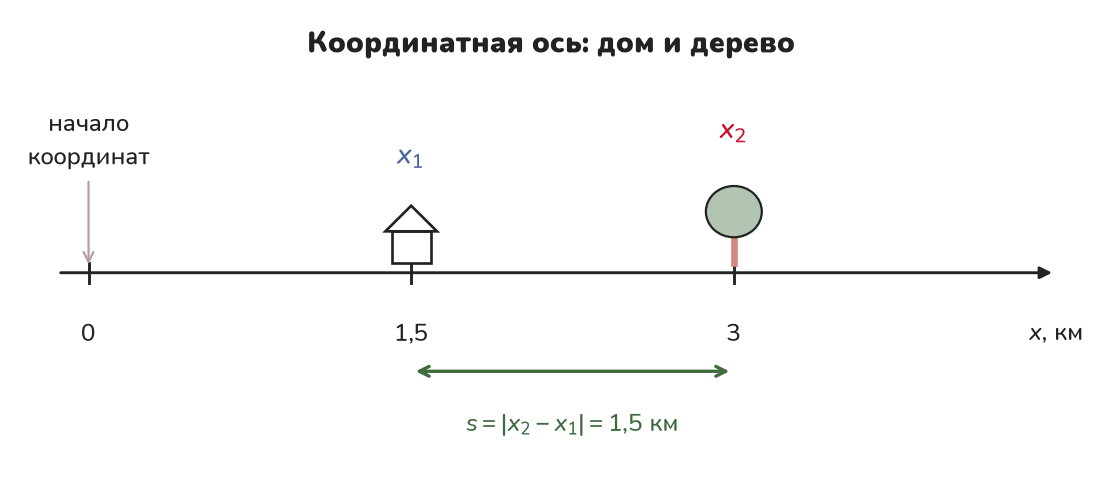 Координатная ось: дом и дерево
начало
координат
x₁
x₂
0
1,5
3
x, км
s = |x₂ − x₁| = 1,5 км